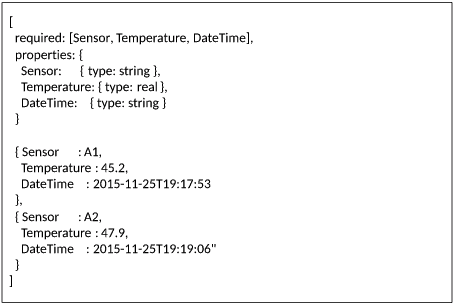 [
required: [Sensor, Temperature, DateTime],
properties: {
Sensor: { type: string },
Temperature: { type: real },
DateTime: { type: string }
}
{ Sensor : A1,
Temperature : 45.2,
DateTime : 2015-11-25T19:17:53
},
{ Sensor : A2,
Temperature : 47.9,
DateTime : 2015-11-25T19:19:06"
}
]